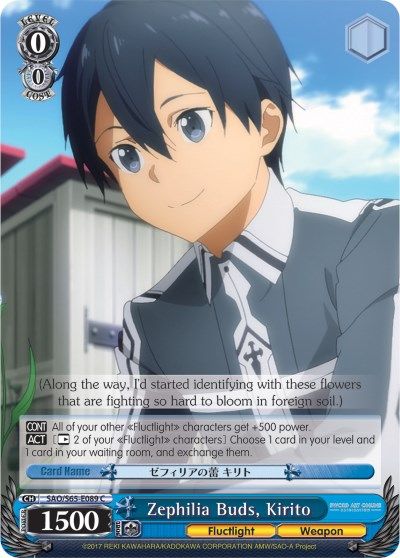 LEVEL
0
0
COST
(Along the way, I'd started identifying with these flowers
that are fighting so hard to bloom in foreign soil.)
CONT All of your other «Fluctlight» characters get +500 power.
ACT [2 of your «Fluctlight» characters] Choose 1 card in your level and
1 card in your waiting room, and exchange them.
Card Name
ゼフィリアの蕾 キリト
CH SAO/S65-E089 C
Zephilia Buds, Kirito
1500
Fluctlight Weapon
©2017 REKI KAWAHARA/KADOKAWA CORPORATION AMW/SAO-A Project